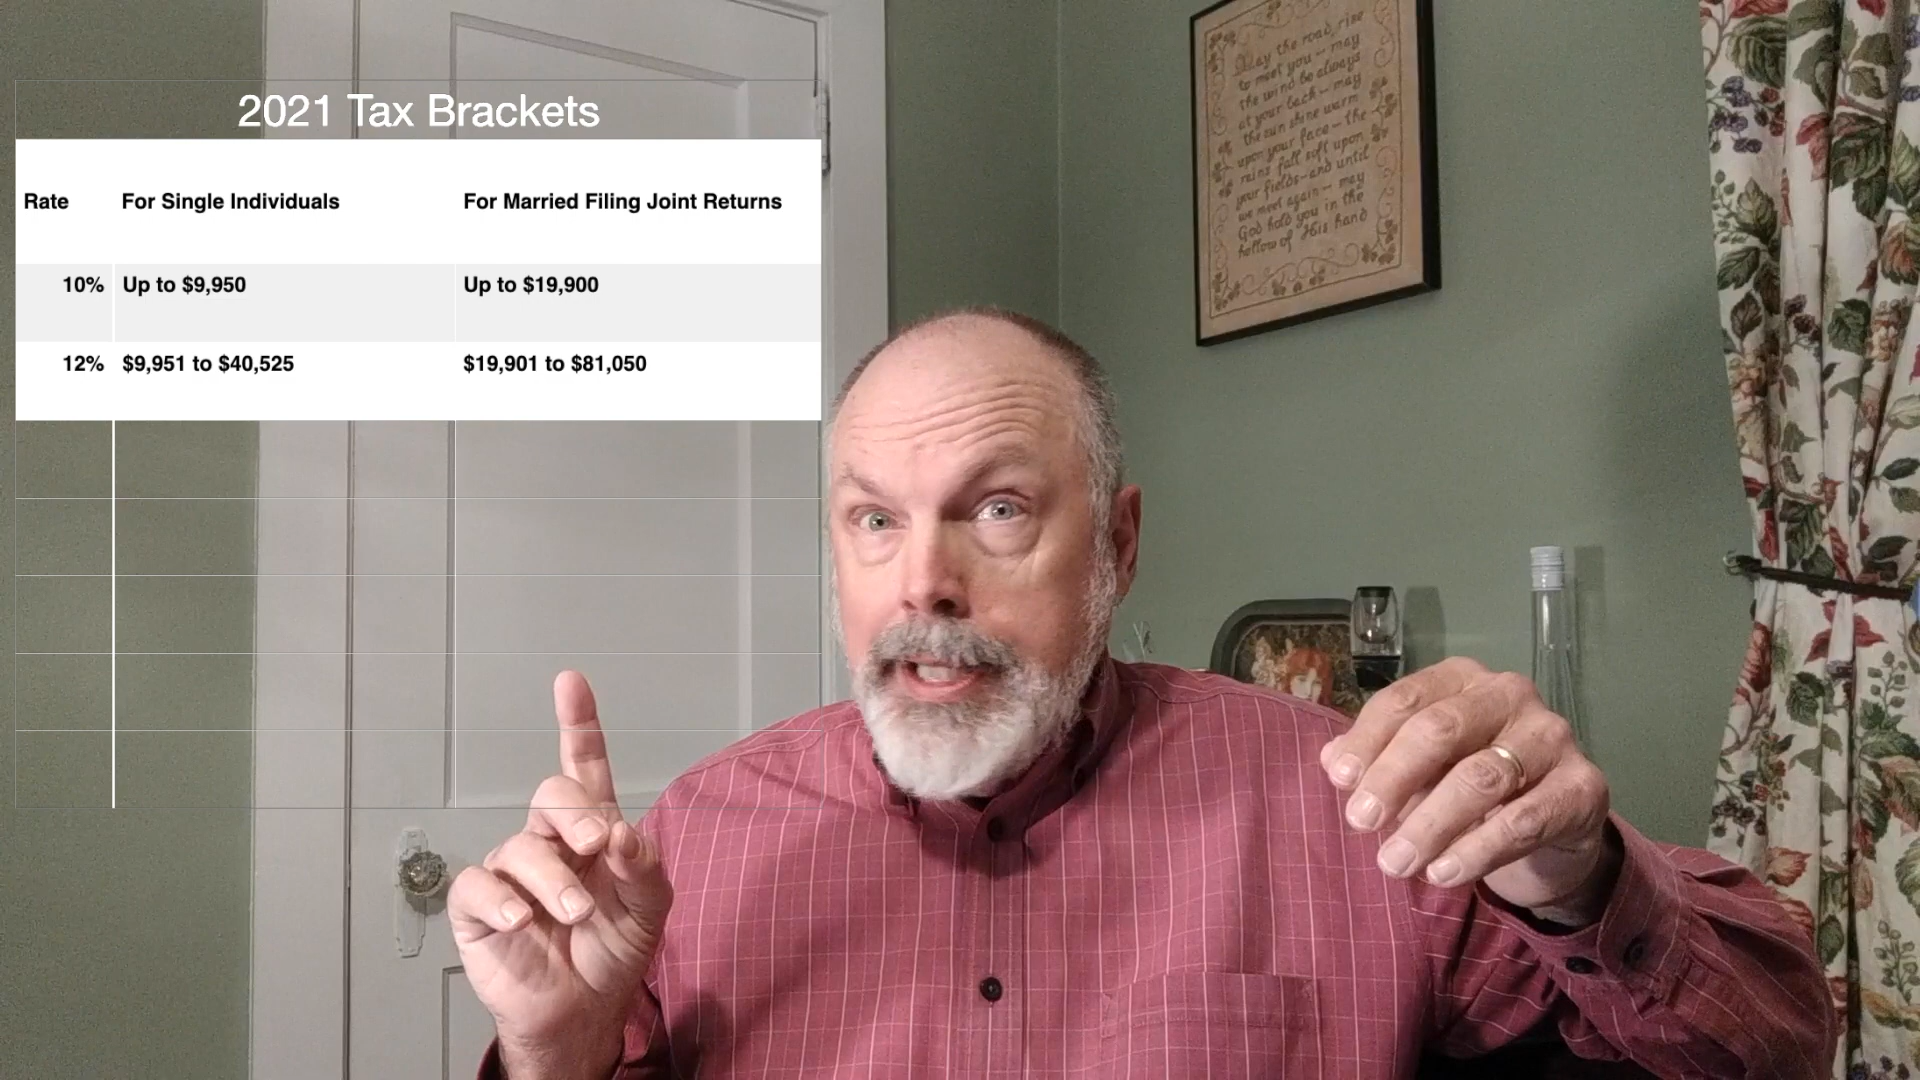 2021 Tax Brackets
Rate For Single Individuals For Married Filing Joint Returns
10% Up to $9,950 Up to $19,900
12% $9,951 to $40,525 $19,901 to $81,050
May the road rise
to meet you – may
the wind be always
at your back – may
the sun shine warm
upon your face – the
rains fall soft upon
your fields – and until
we meet again – may
God hold you in the
hollow of His hand